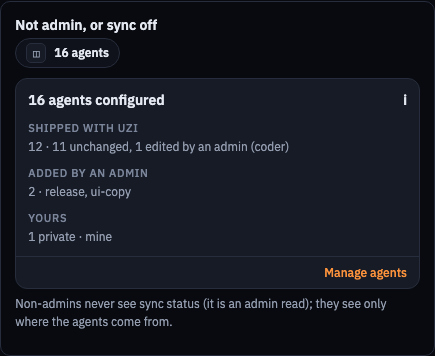 Not admin, or sync off
16 agents
16 agents configured
i
SHIPPED WITH UZI
12 · 11 unchanged, 1 edited by an admin (coder)
ADDED BY AN ADMIN
2 · release, ui-copy
YOURS
1 private · mine
Manage agents
Non-admins never see sync status (it is an admin read); they see only
where the agents come from.